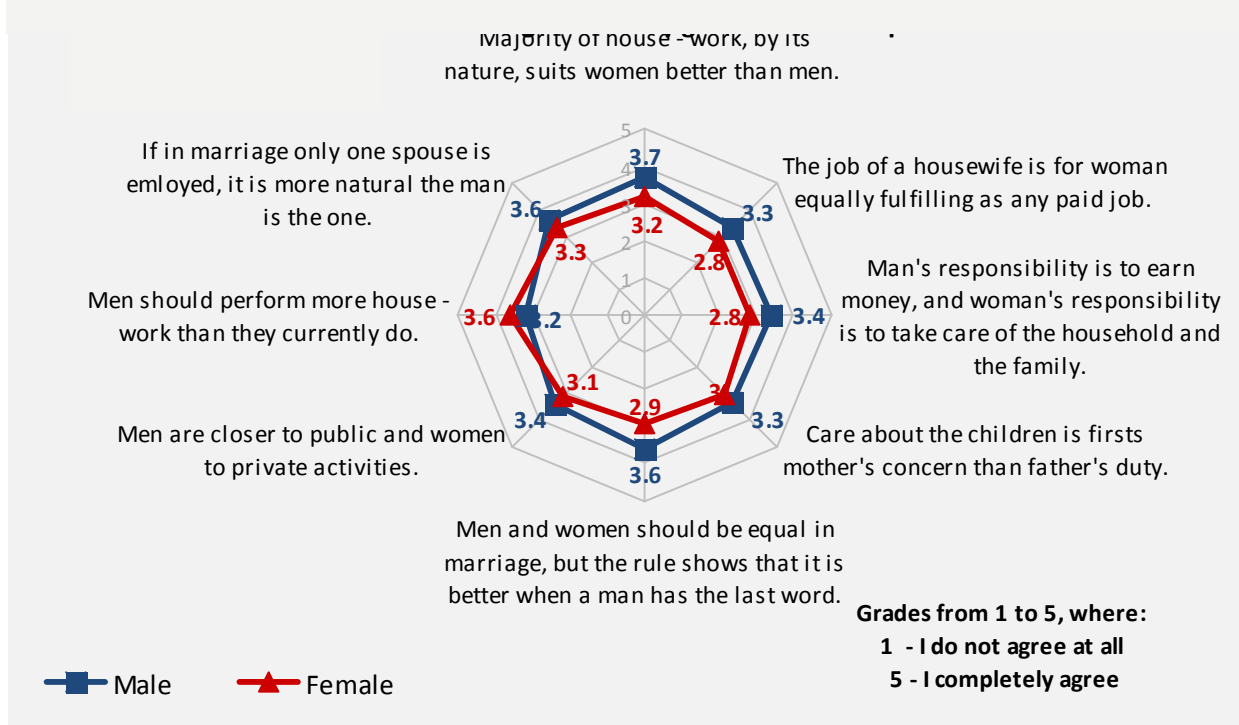 Majority of house - work, by its
nature, suits women better than men.
If in marriage only one spouse is
emloyed, it is more natural the man
is the one.
The job of a housewife is for woman
equally fulfilling as any paid job.
Men should perform more house -
work than they currently do.
Man's responsibility is to earn
money, and woman's responsibility
is to take care of the household and
the family.
Men are closer to public and women
to private activities.
Care about the children is firsts
mother's concern than father's duty.
Men and women should be equal in
marriage, but the rule shows that it is
better when a man has the last word.
5
4
3
2
1
0
3.7
3.3
3.4
3.3
3.6
3.4
3.2
3.6
3.2
2.8
2.8
2.9
3.1
3.6
3.3
Grades from 1 to 5, where:
1 - I do not agree at all
5 - I completely agree
Male
Female